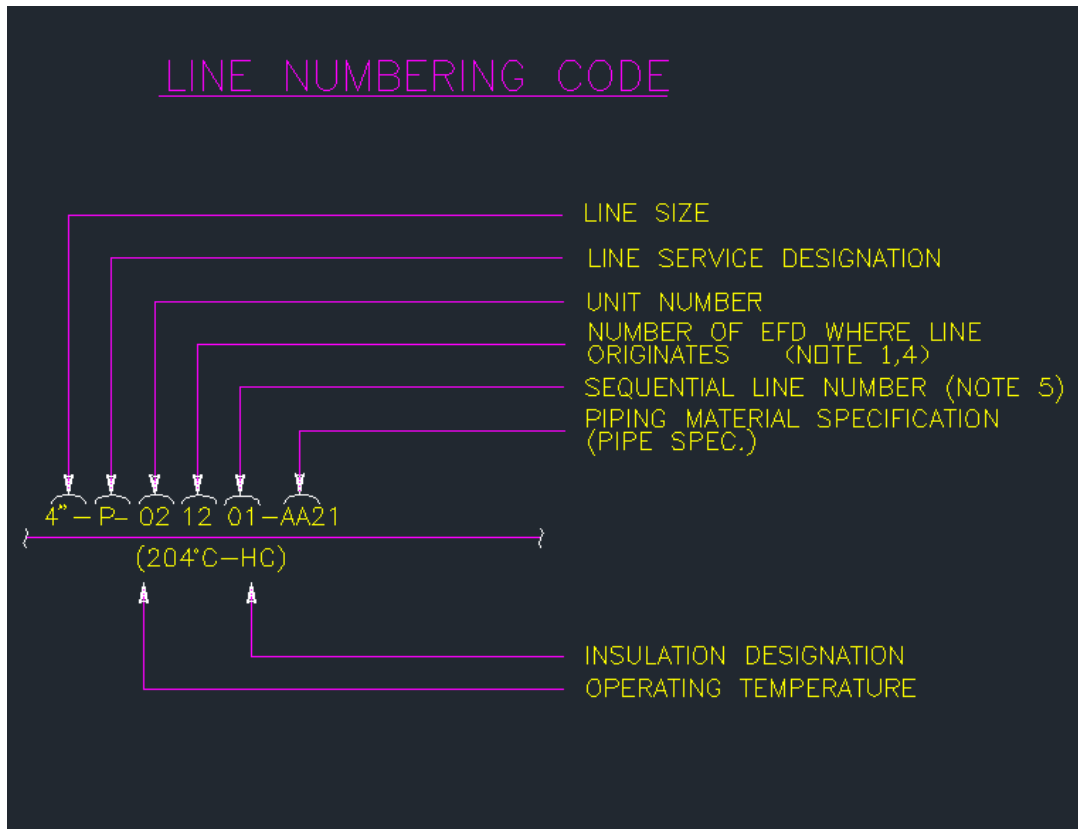 LINE NUMBERING CODE
LINE SIZE
LINE SERVICE DESIGNATION
UNIT NUMBER
NUMBER OF EFD WHERE LINE
ORIGINATES (NOTE 1,4)
SEQUENTIAL LINE NUMBER (NOTE 5)
PIPING MATERIAL SPECIFICATION
(PIPE SPEC.)
4"-P-02 12 01-AA21
(204°C-HC)
INSULATION DESIGNATION
OPERATING TEMPERATURE